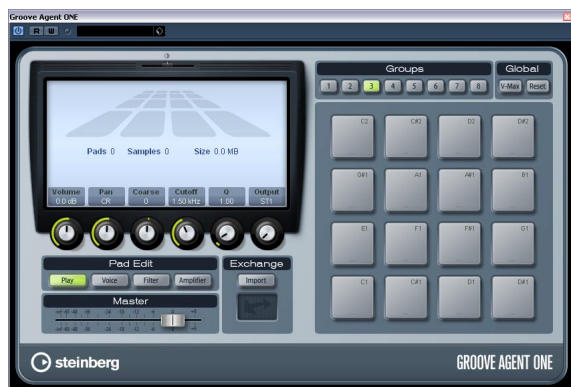 Groove Agent ONE
R W
Groups
1 2 3 4 5 6 7 8
Global
V-Max Reset
Pads 0 Samples 0 Size 0.0 MB
Volume Pan Coarse Cutoff Q Output
0.0 dB CR 0 1.50 kHz 1.00 ST1
C2 C#2 D2 D#2
G#1 A1 A#1 B1
E1 F1 F#1 G1
C1 C#1 D1 D#1
Pad Edit
Play Voice Filter Amplifier
Exchange
Import
Master
steinberg
GROOVE AGENT ONE